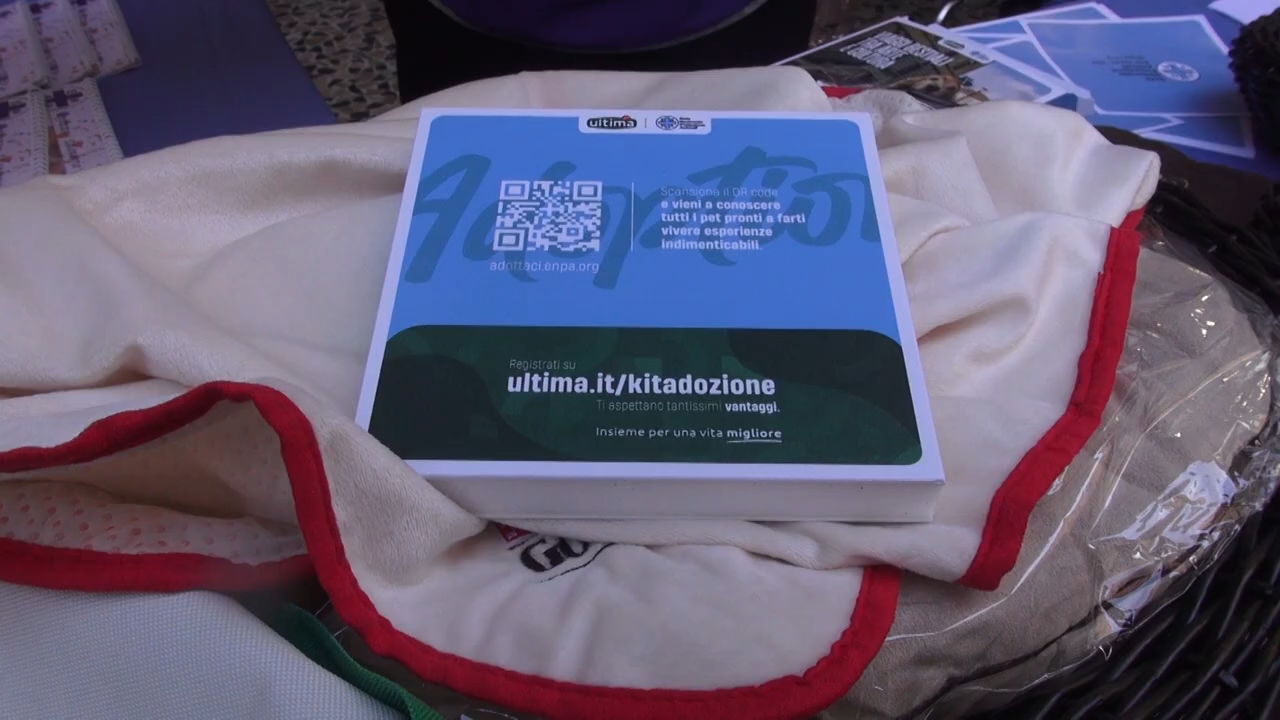 ultima
Adoption
Scansiona il QR code
e vieni a conoscere
tutti i pet pronti a farti
vivere esperienze
indimenticabili.
adottaci.enpa.org
Registrati su
ultima.it/kitadozione
Ti aspettano tantissimi vantaggi.
Insieme per una vita migliore